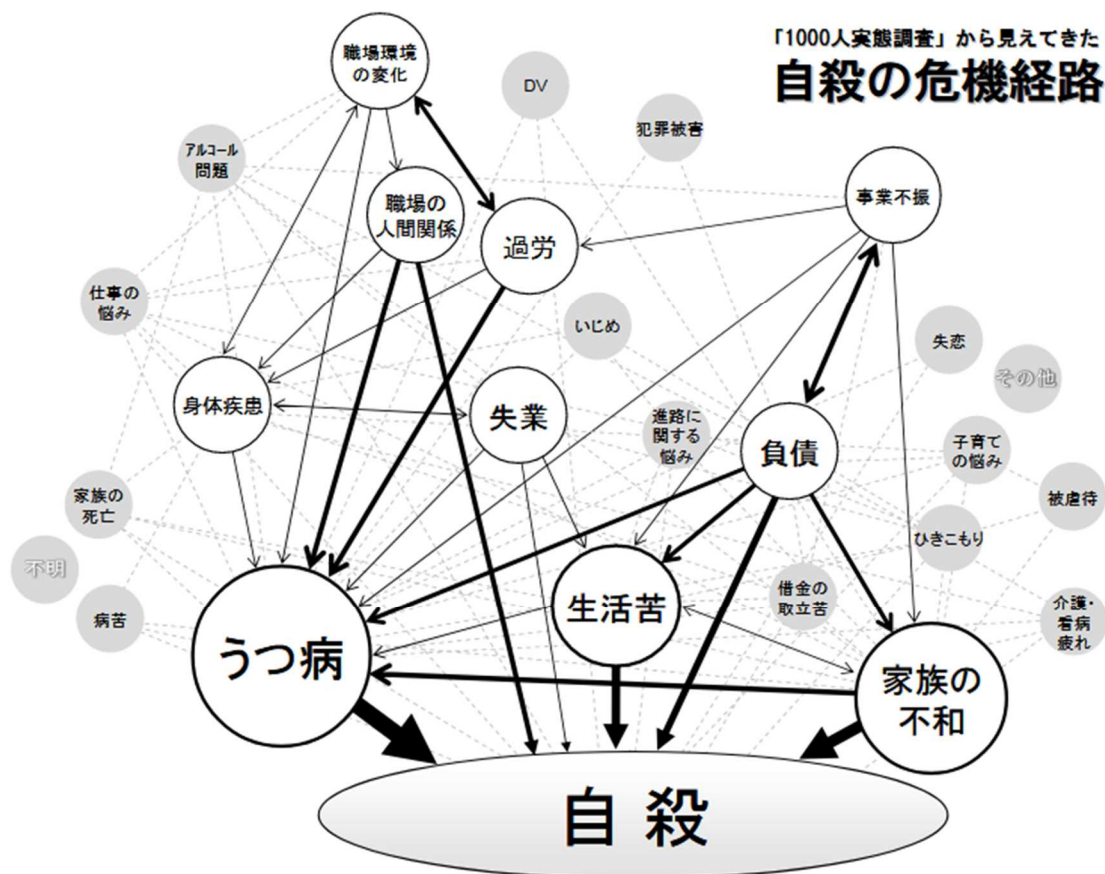 「1000人実態調査」から見えてきた
自殺の危機経路
職場環境
の変化
DV
犯罪被害
アルコール
問題
職場の
人間関係
過労
事業不振
仕事の
悩み
いじめ
失恋
その他
身体疾患
失業
進路に
関する
悩み
負債
子育て
の悩み
家族の
死亡
被虐待
ひきこもり
不明
病苦
生活苦
借金の
取立苦
介護・
看病
疲れ
うつ病
家族の
不和
自殺